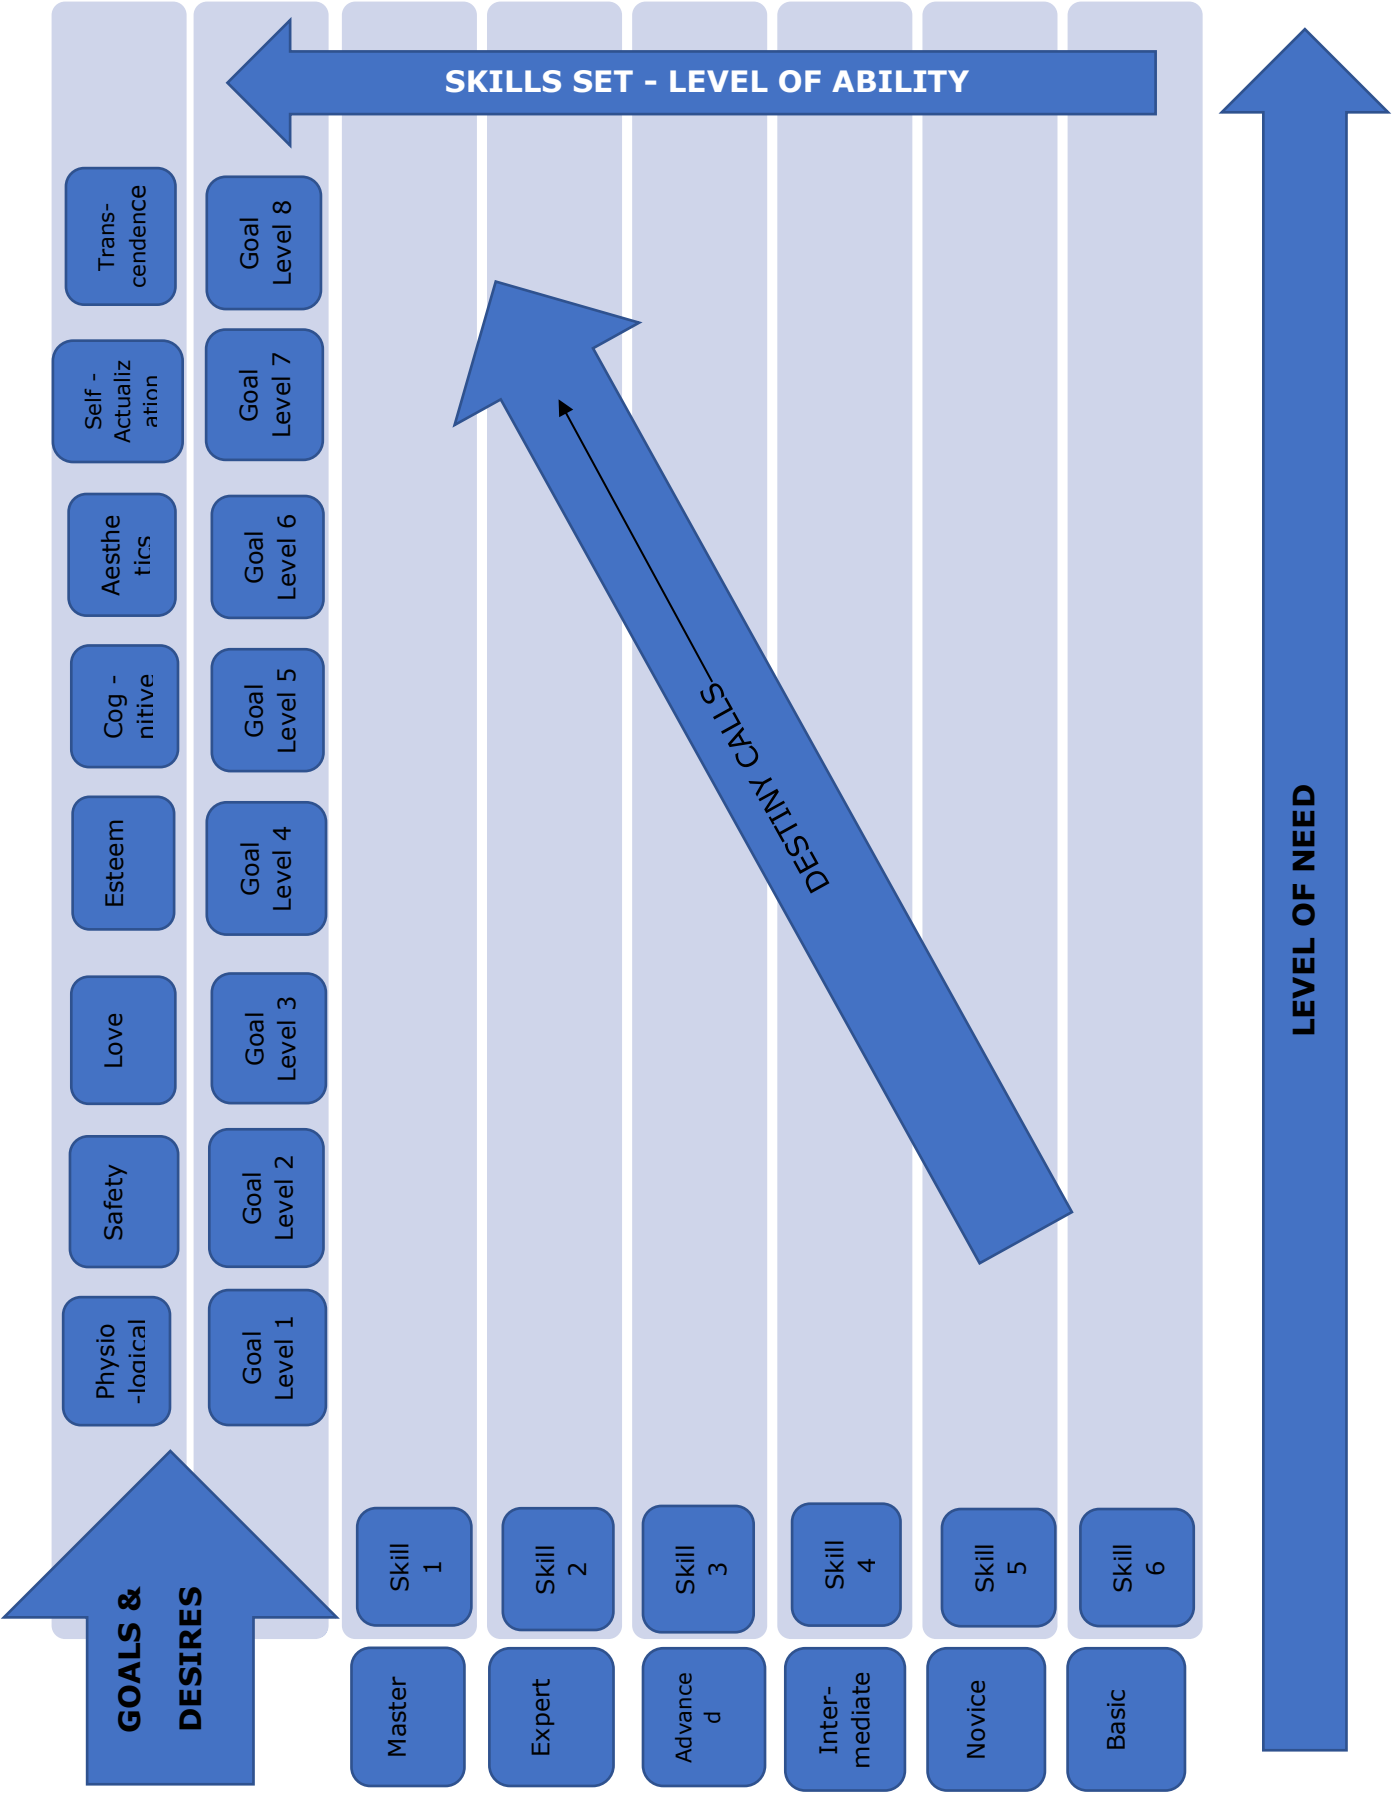 SKILLS SET – LEVEL OF ABILITY
Trans-
cendence
Goal
Level 8
Self -
Actualiz
ation
Goal
Level 7
Aesthe
tics
Goal
Level 6
Cog -
nitive
Goal
Level 5
Esteem
Goal
Level 4
Love
Goal
Level 3
Safety
Goal
Level 2
Physio
-logical
Goal
Level 1
DESTINY CALLS
LEVEL OF NEED
GOALS &
DESIRES
Skill
1
Skill
2
Skill
3
Skill
4
Skill
5
Skill
6
Master
Expert
Advance
d
Inter-
mediate
Novice
Basic